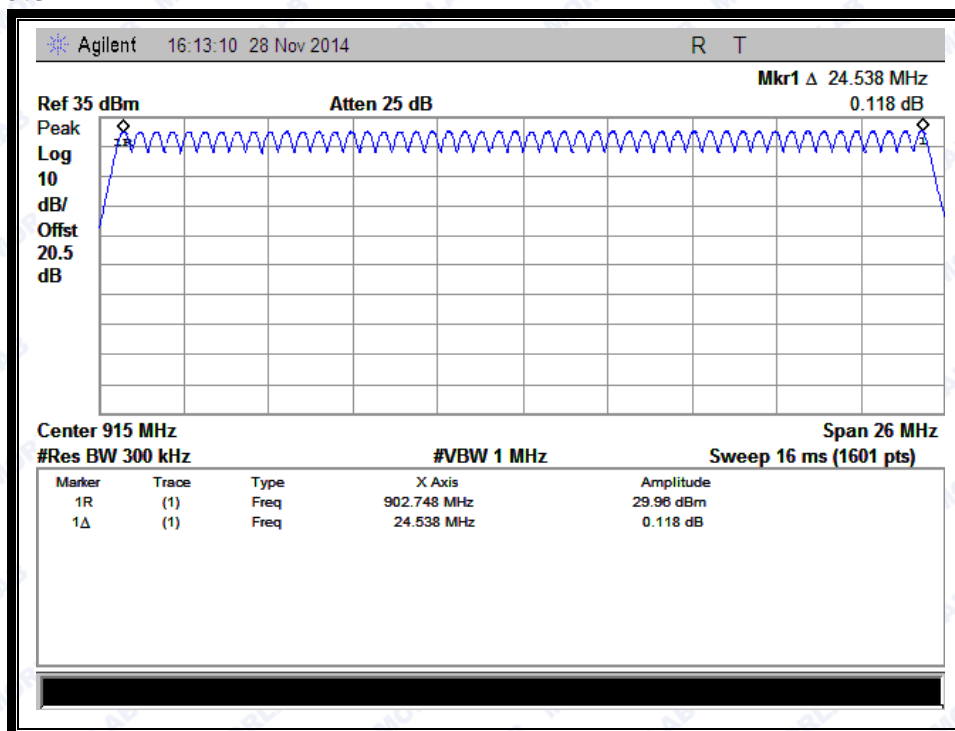 Agilent 16:13:10 28 Nov 2014 R T
Mkr1 Δ 24.538 MHz
Ref 35 dBm Atten 25 dB 0.118 dB
Peak
Log
10
dB/
Offst
20.5
dB
1R
1
Center 915 MHz Span 26 MHz
#Res BW 300 kHz #VBW 1 MHz Sweep 16 ms (1601 pts)
Marker Trace Type X Axis Amplitude
1R (1) Freq 902.748 MHz 29.96 dBm
1Δ (1) Freq 24.538 MHz 0.118 dB